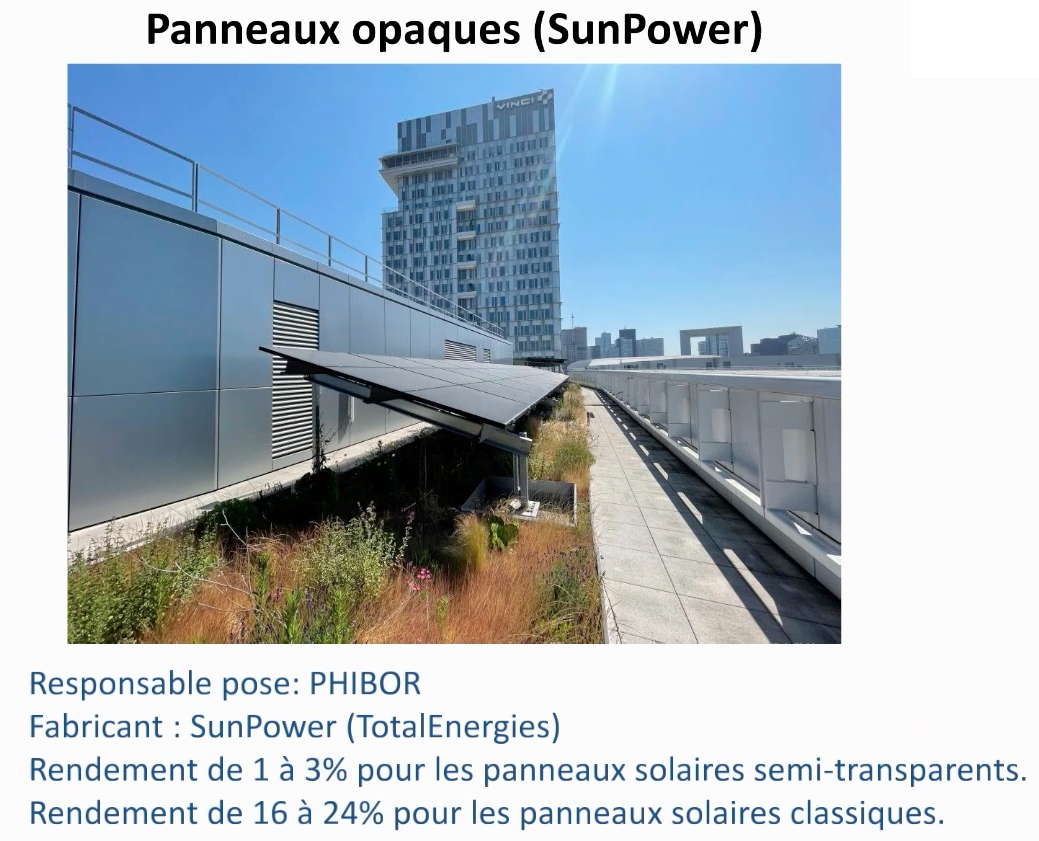 Panneaux opaques (SunPower)
VINCI
Responsable pose: PHIBOR
Fabricant : SunPower (TotalEnergies)
Rendement de 1 à 3% pour les panneaux solaires semi-transparents.
Rendement de 16 à 24% pour les panneaux solaires classiques.